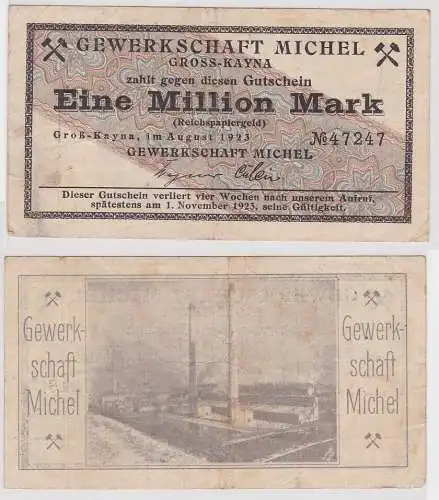 GEWERKSCHAFT MICHEL
GROSS-KAYNA
zahlt gegen diesen Gutschein
Eine Million Mark
(Reichspapiergeld)
Groß-Kayna, im August 1923 №47247
GEWERKSCHAFT MICHEL
Dieser Gutschein verliert vier Wochen nach unserem Aufruf,
spätestens am 1. November 1923, seine Gültigkeit.
Gewerk-
schaft
Michel
Gewerk-
schaft
Michel